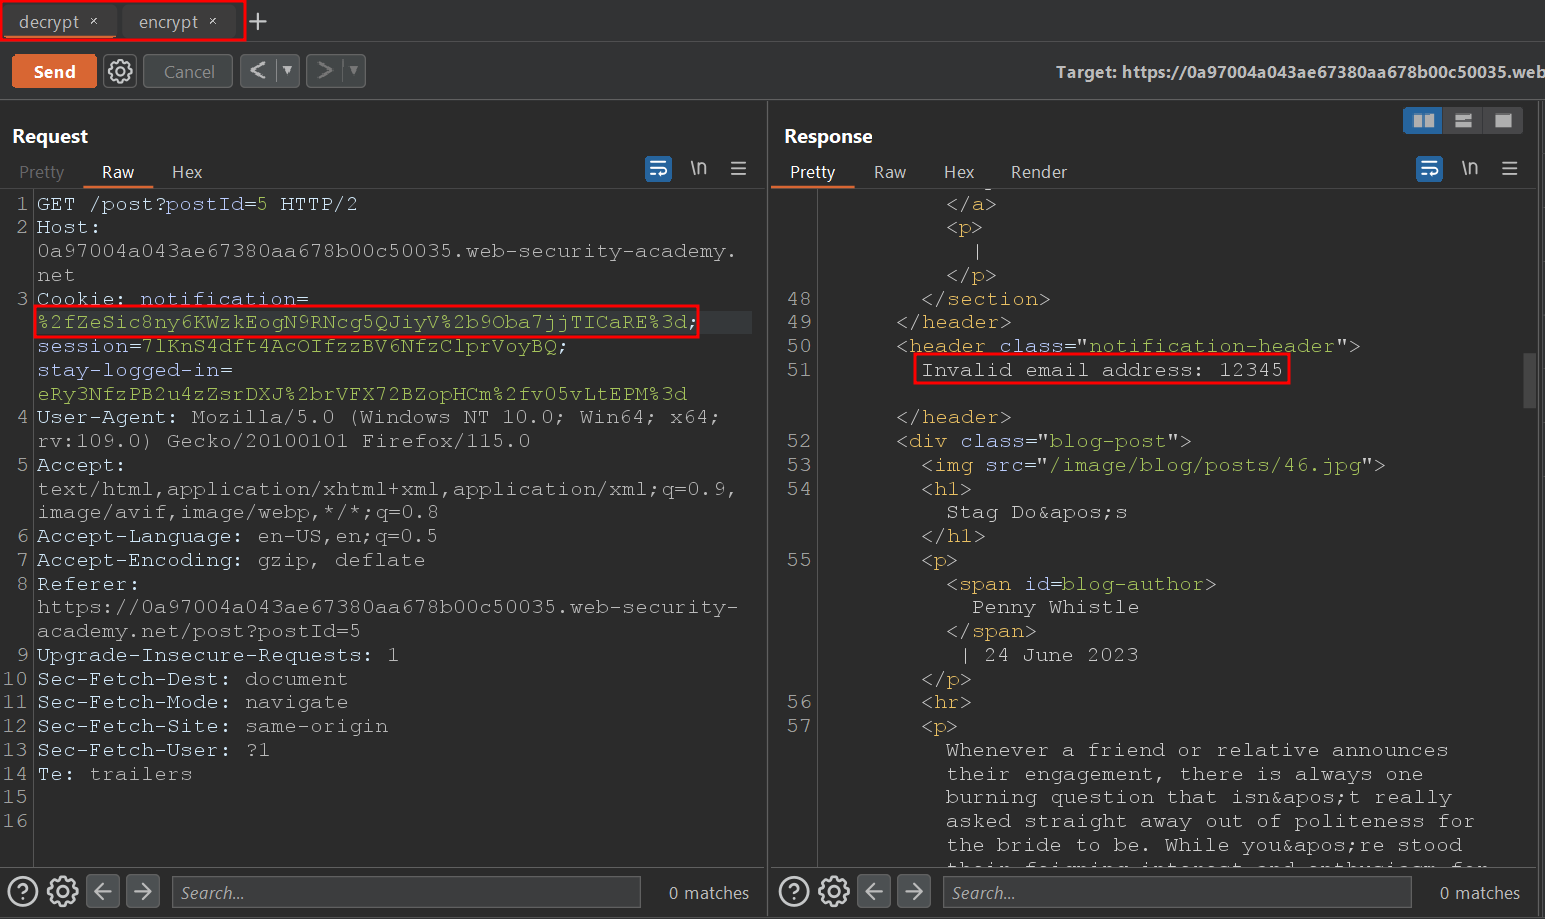 decrypt × encrypt × +
Send Cancel < ▼ > ▼ Target: https://0a97004a043ae67380aa678b00c50035.web
Request
Pretty Raw Hex \n
1 GET /post?postId=5 HTTP/2
2 Host:
0a97004a043ae67380aa678b00c50035.web-security-academy.
net
3 Cookie: notification=
%2fZeSic8ny6KWzkEogN9RNcg5QJiyV%2b9Oba7jjTICaRE%3d;
session=7lKnS4dft4AcOIfzzBV6NfzClprVoyBQ;
stay-logged-in=
eRy3NfzPB2u4zZsrDXJ%2brVFX72BZopHCm%2fv05vLtEPM%3d
4 User-Agent: Mozilla/5.0 (Windows NT 10.0; Win64; x64;
rv:109.0) Gecko/20100101 Firefox/115.0
5 Accept:
text/html,application/xhtml+xml,application/xml;q=0.9,
image/avif,image/webp,*/*;q=0.8
6 Accept-Language: en-US,en;q=0.5
7 Accept-Encoding: gzip, deflate
8 Referer:
https://0a97004a043ae67380aa678b00c50035.web-security-
academy.net/post?postId=5
9 Upgrade-Insecure-Requests: 1
10 Sec-Fetch-Dest: document
11 Sec-Fetch-Mode: navigate
12 Sec-Fetch-Site: same-origin
13 Sec-Fetch-User: ?1
14 Te: trailers
15
16
? Search... 0 matches
Response
Pretty Raw Hex Render \n
</a>
<p>
|
</p>
48 </section>
49 </header>
50 <header class="notification-header">
51 Invalid email address: 12345
</header>
52 <div class="blog-post">
53 <img src="/image/blog/posts/46.jpg">
54 <h1>
Stag Do&apos;s
</h1>
55 <p>
<span id=blog-author>
Penny Whistle
</span>
| 24 June 2023
</p>
56 <hr>
57 <p>
Whenever a friend or relative announces
their engagement, there is always one
burning question that isn&apos;t really
asked straight away out of politeness for
the bride to be. While you&apos;re stood
? Search... 0 matches